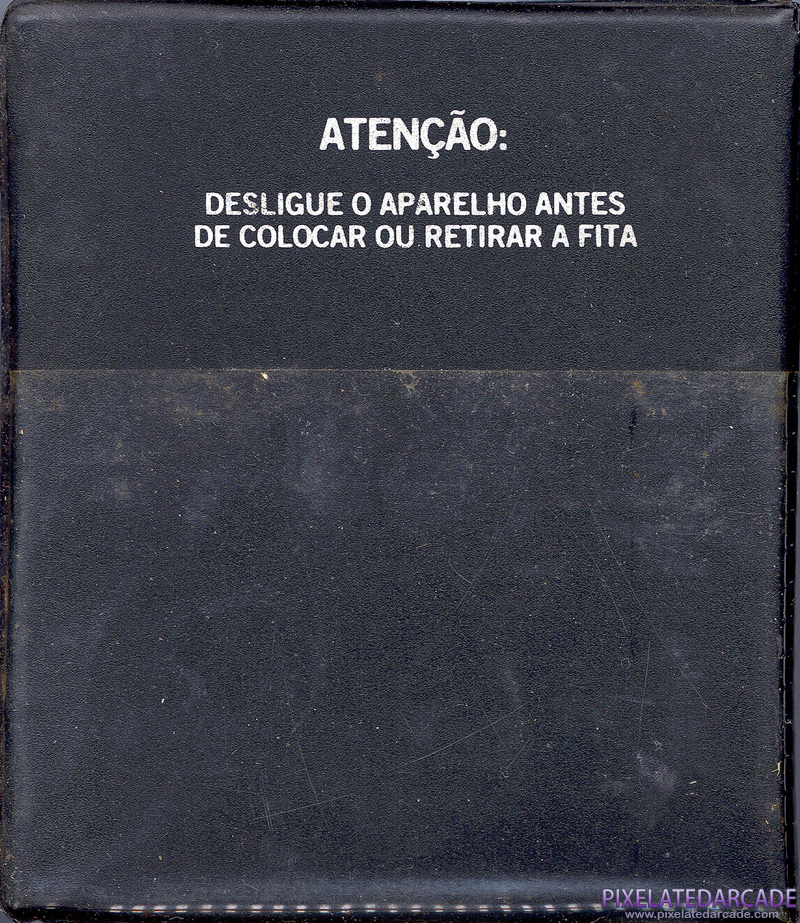 ATENÇÃO:
DESLIGUE O APARELHO ANTES
DE COLOCAR OU RETIRAR A FITA
PIXELATEDARCADE
www.pixelatedarcade.com